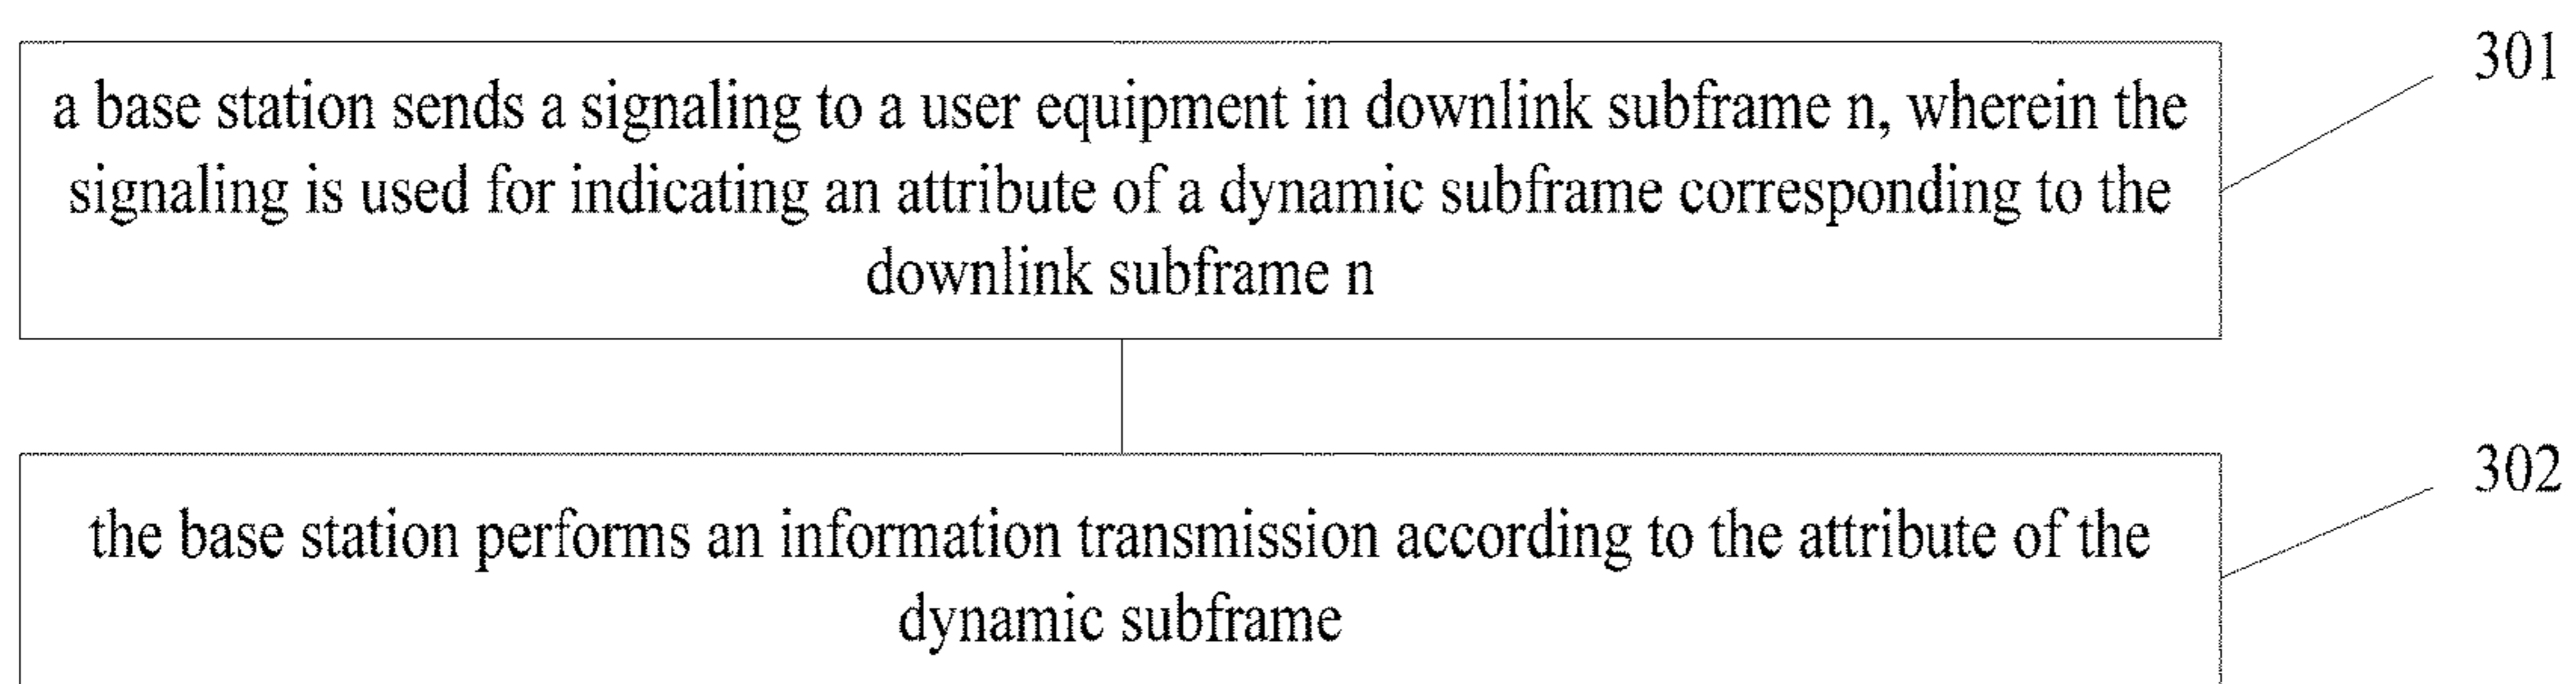 301
a base station sends a signaling to a user equipment in downlink subframe n, wherein the
signaling is used for indicating an attribute of a dynamic subframe corresponding to the
downlink subframe n
302
the base station performs an information transmission according to the attribute of the
dynamic subframe